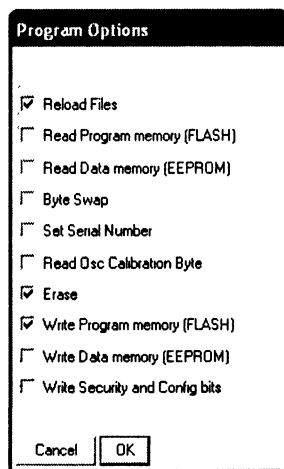 Program Options
Reload Files
Read Program memory (FLASH)
Read Data memory (EEPROM)
Byte Swap
Set Serial Number
Read Osc Calibration Byte
Erase
Write Program memory (FLASH)
Write Data memory (EEPROM)
Write Security and Config bits
Cancel OK